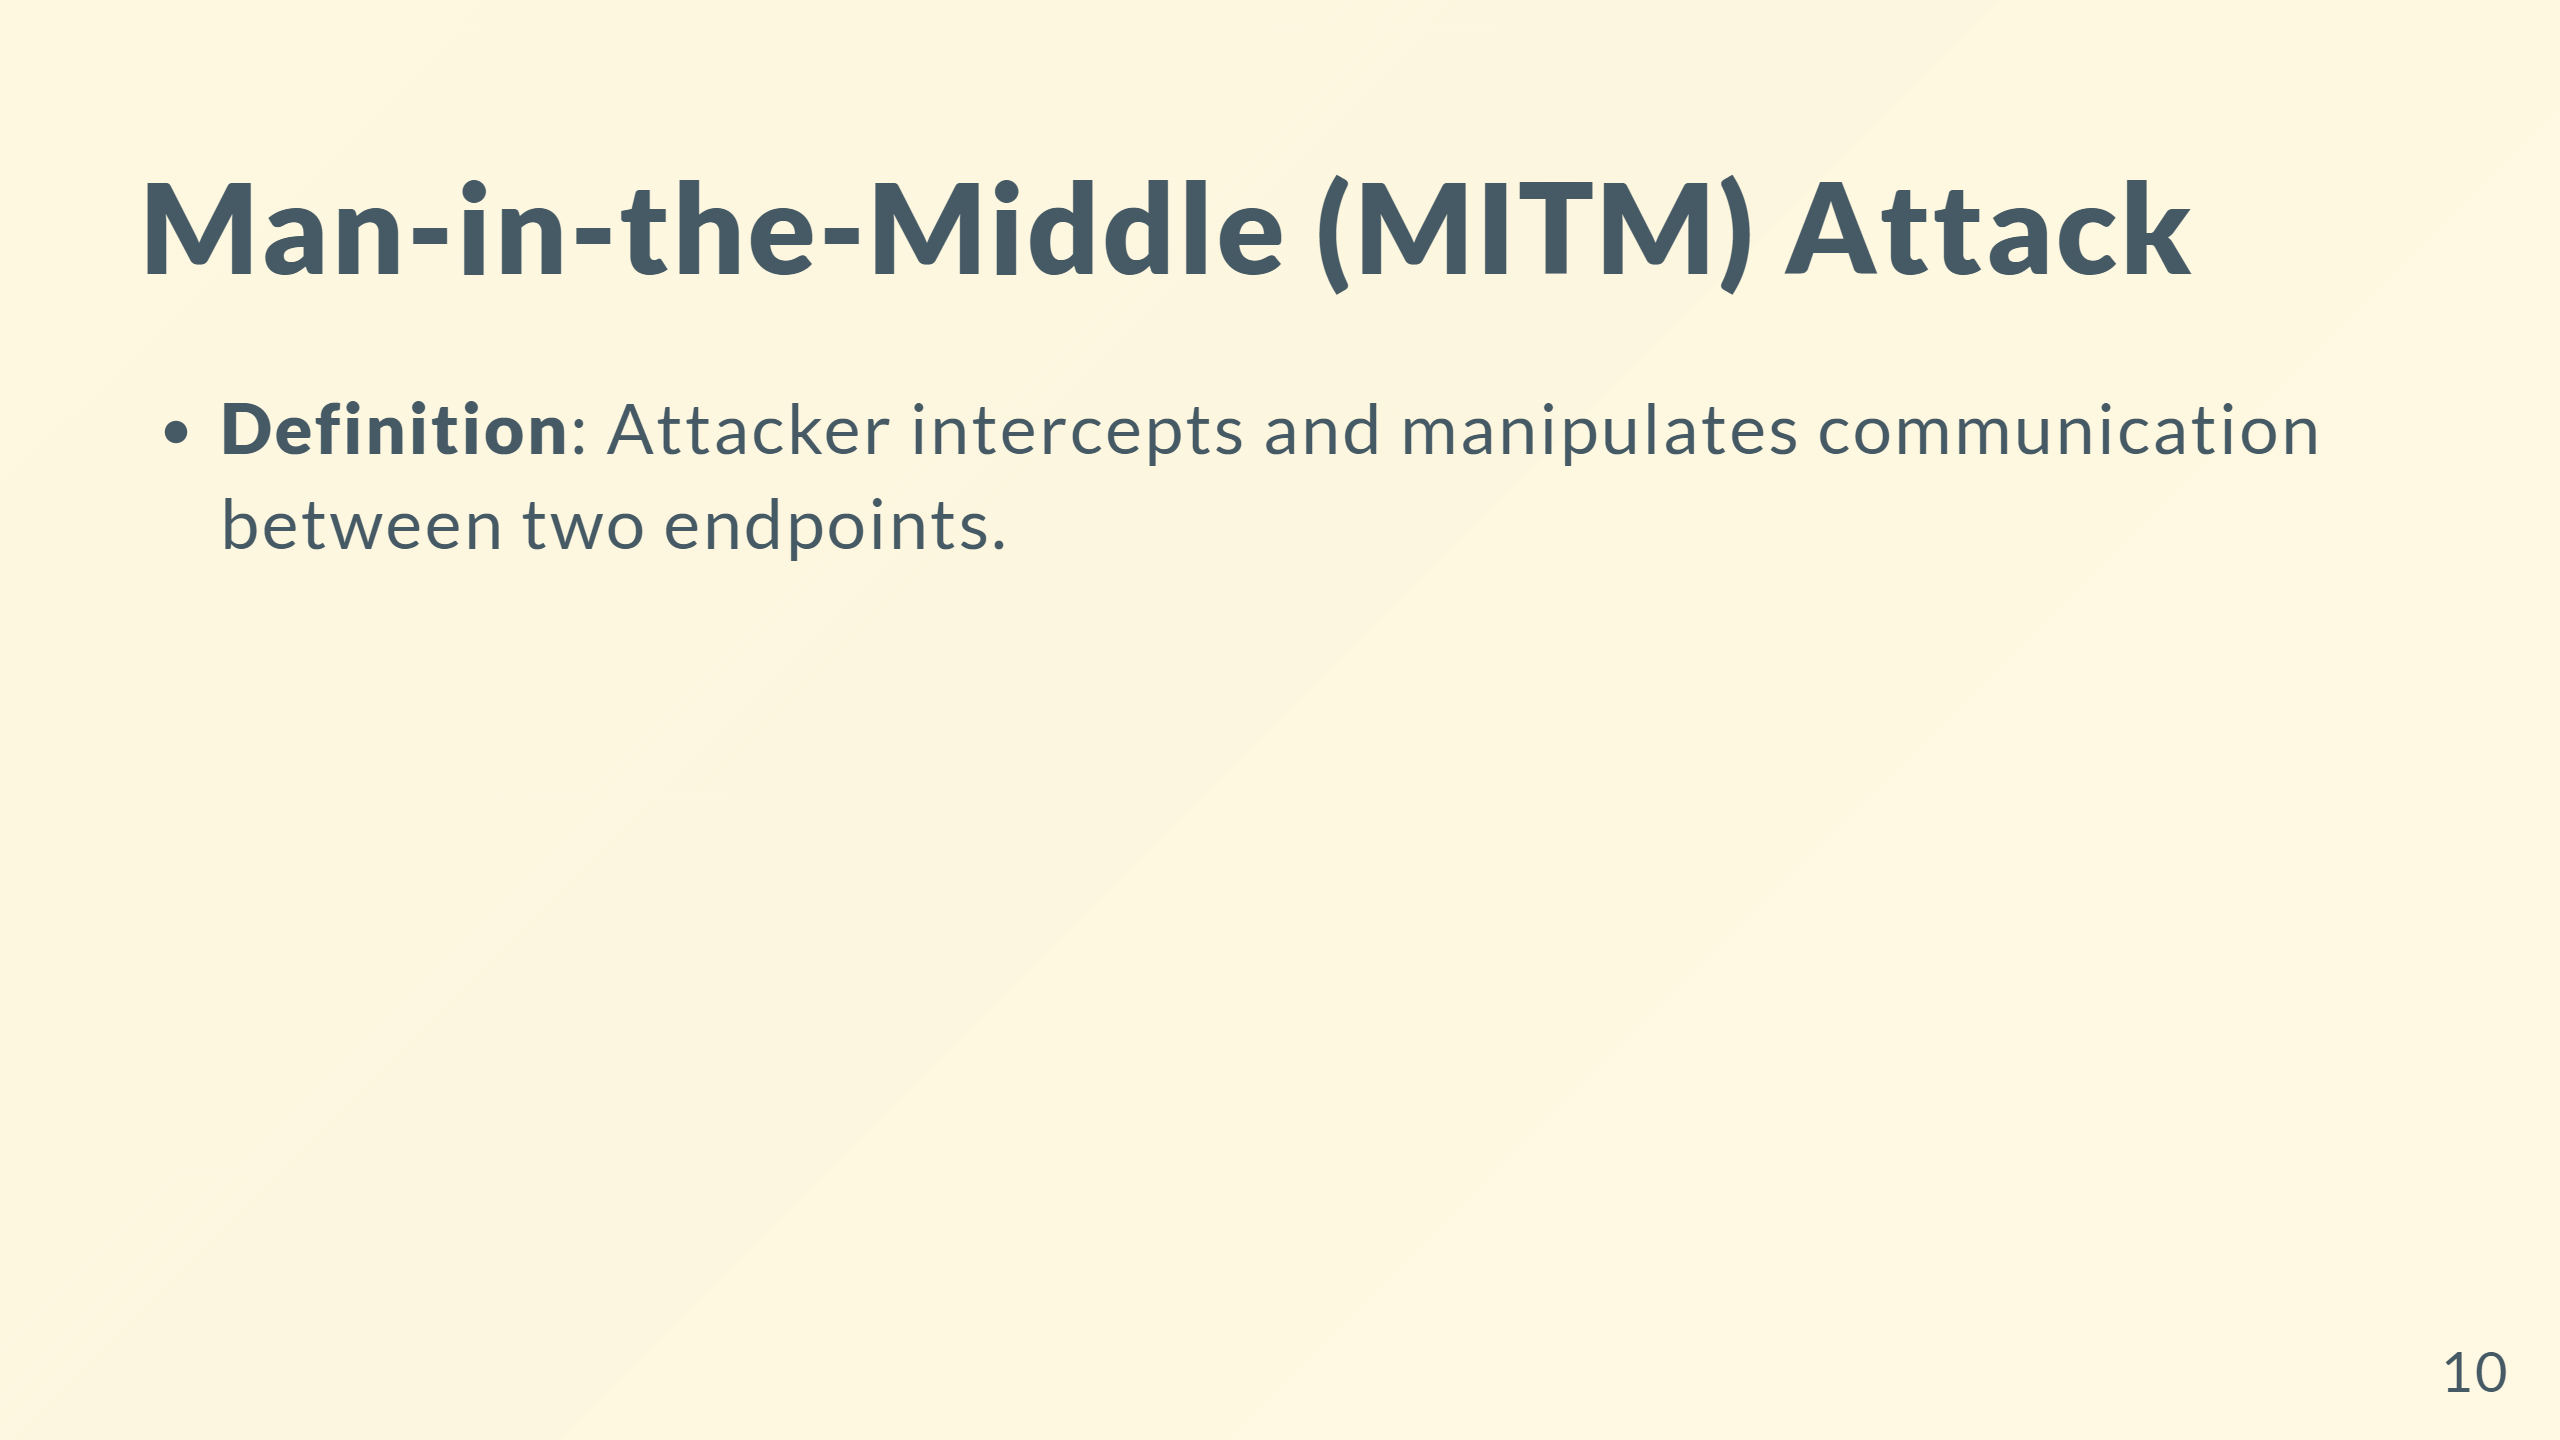 Man-in-the-Middle (MITM) Attack
• Definition: Attacker intercepts and manipulates communication
between two endpoints.
10